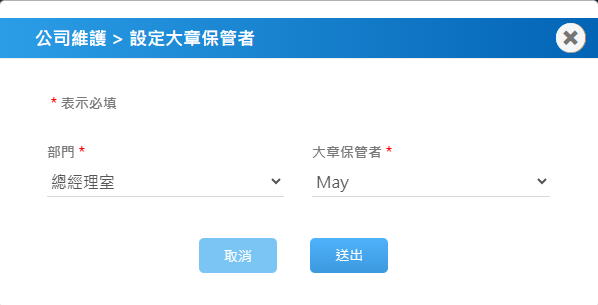 公司維護 > 設定大章保管者
* 表示必填
部門 *
大章保管者 *
總經理室
May
取消
送出